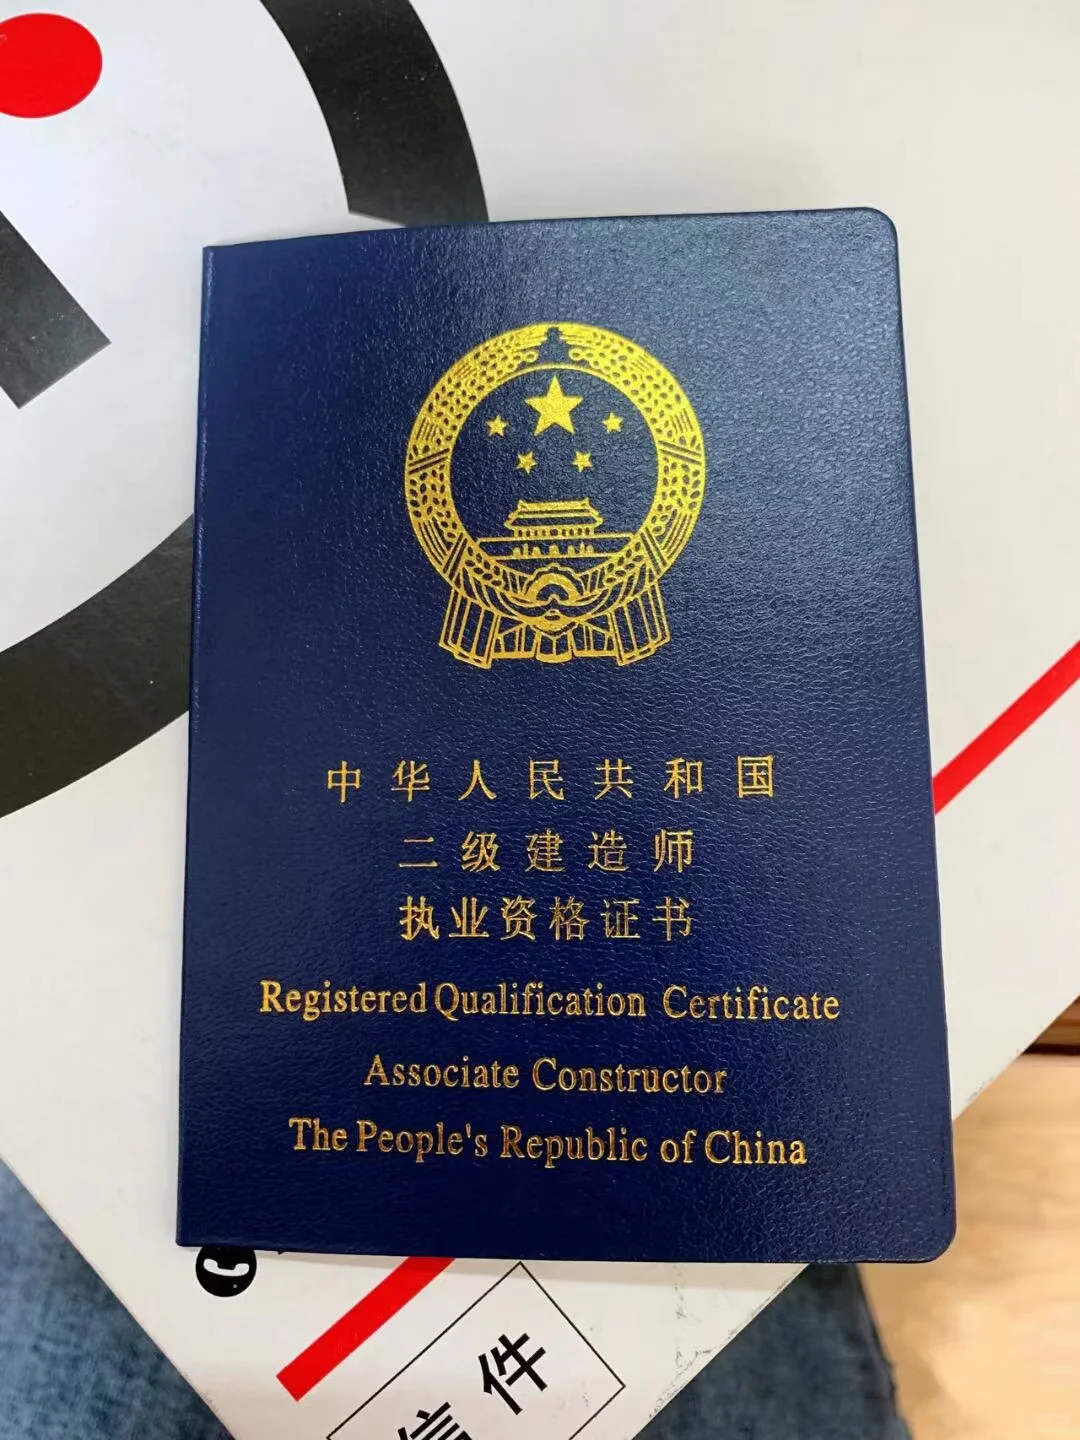 中华人民共和国
二级建造师
执业资格证书
Registered Qualification Certificate
Associate Constructor
The People's Republic of China
信件